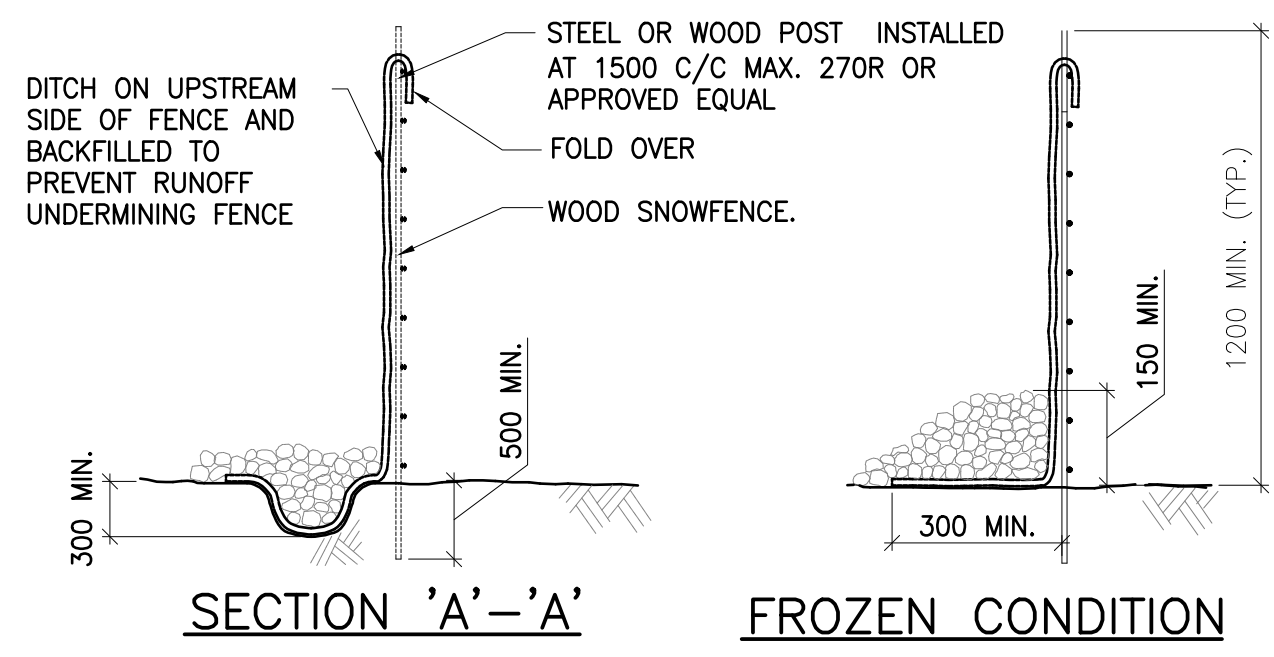 STEEL OR WOOD POST INSTALLED
AT 1500 C/C MAX. 270R OR
APPROVED EQUAL
DITCH ON UPSTREAM
SIDE OF FENCE AND
BACKFILLED TO
PREVENT RUNOFF
UNDERMINING FENCE
FOLD OVER
WOOD SNOWFENCE.
300 MIN.
500 MIN.
SECTION 'A'-'A'
1200 MIN. (TYP.)
150 MIN.
300 MIN.
FROZEN CONDITION